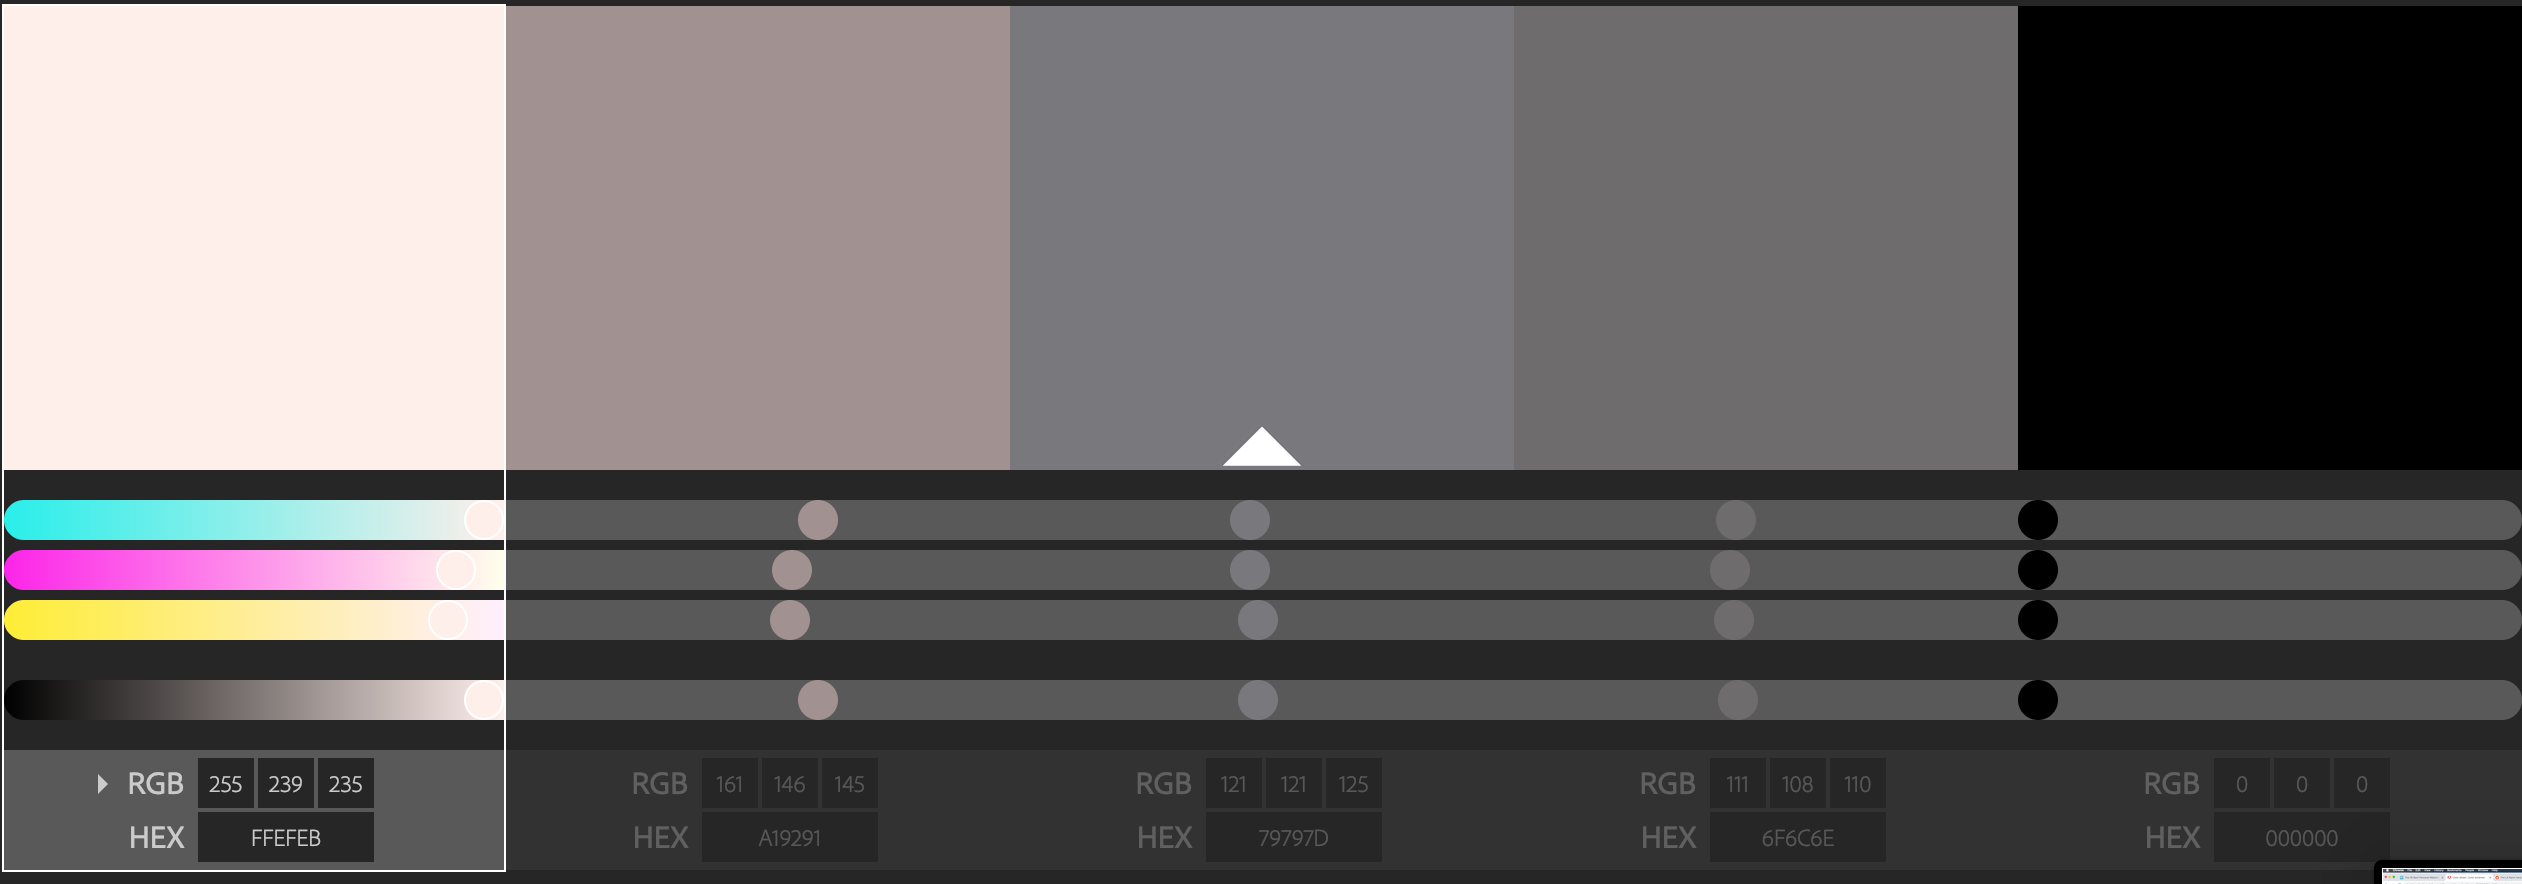 RGB 255 239 235
HEX FFEFEB
RGB 161 146 145
HEX A19291
RGB 121 121 125
HEX 79797D
RGB 111 108 110
HEX 6F6C6E
RGB 0 0 0
HEX 000000